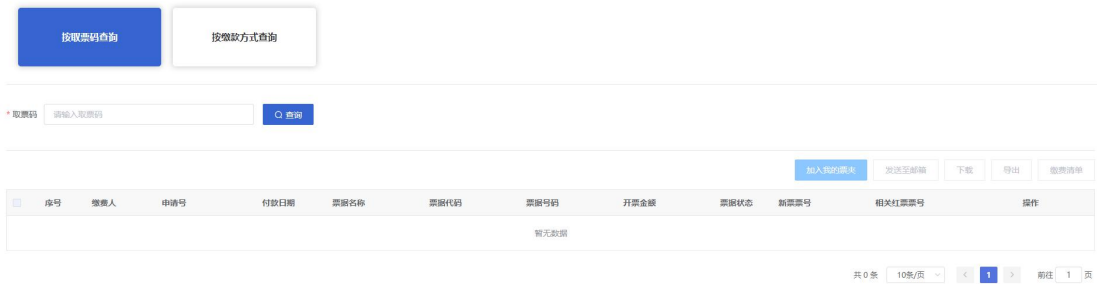 按取票码查询 按缴款方式查询
* 取票码 请输入取票码 查询
加入我的票夹 发送至邮箱 下载 导出 缴费清单
序号 缴费人 申请号 付款日期 票据名称 票据代码 票据号码 开票金额 票据状态 新票票号 相关红票票号 操作
暂无数据
共 0 条 10条/页 < 1 > 前往 1 页